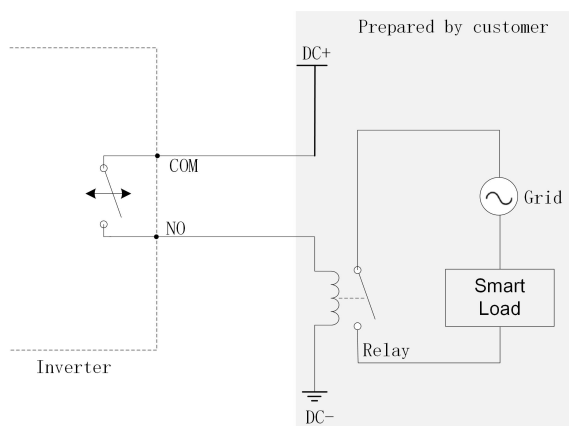 Prepared by customer
DC+
COM
NO
Grid
Smart
Load
Relay
Inverter
DC-